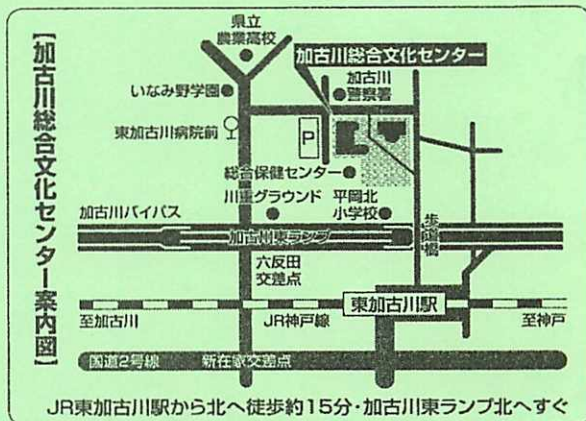 【加古川総合文化センター案内図】
県立
農業高校
加古川総合文化センター
いなみ野学園
加古川
警察署
東加古川病院前
P
総合保健センター
川重グラウンド
平岡北
小学校
加古川バイパス
加古川東ランプ
歩道橋
六反田
交差点
東加古川駅
至加古川
JR神戸線
至神戸
国道2号線
新在家交差点
JR東加古川駅から北へ徒歩約15分・加古川東ランプ北へすぐ